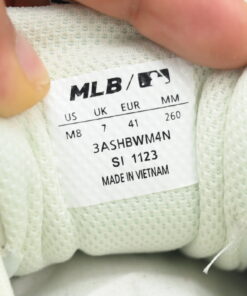 MLB /
US UK EUR MM
M8 7 41 260
3ASHBWM4N
SI 1123
MADE IN VIETNAM